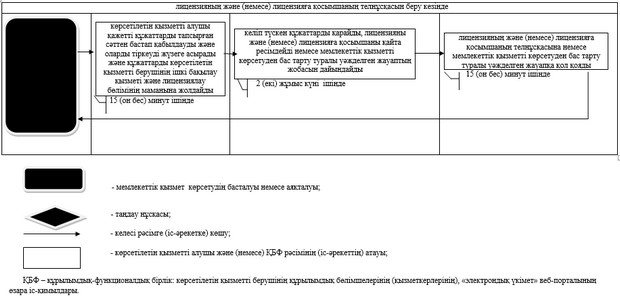 лицензияның және (немесе) лицензияға қосымшаның телнұсқасын беру кезінде
көрсетілетін қызметті алушы
қажетті құжаттарды тапсырған
сәттен бастап қабылдауды және
оларды тіркеуді жүзеге асырады
және құжаттарды көрсетілетін
қызметті берушінің ішкі бақылау
қызметі және лицензиялау
бөлімінің маманына жолдайды
15 (он бес) минут ішінде
келіп түскен құжаттарды қарайды, лицензияны
және (немесе) лицензияға қосымшаны қайта
ресімдейді немесе мемлекеттік қызметті
көрсетуден бас тарту туралы уәжделген жауаптың
жобасын дайындайды
2 (екі) жұмыс күні ішінде
лицензияның және (немесе) лицензияға
қосымшаның телнұсқасына немесе
мемлекеттік қызметті көрсетуден бас тарту
туралы уәжделген жауапқа қол қояды
15 (он бес) минут ішінде
- мемлекеттік қызмет көрсетудің басталуы немесе аяқталуы;
- таңдау нұсқасы;
- келесі рәсімге (іс-әрекетке) көшу;
- көрсетілетін қызметті алушы және (немесе) ҚБФ рәсімінің (іс-әрекеттің) атауы;
ҚБФ – құрылымдық-функционалдық бірлік: көрсетілетін қызметті берушінің құрылымдық бөлімшелерінің (қызметкерлерінің), «электрондық үкімет» веб-порталының
өзара іс-қимылдары.